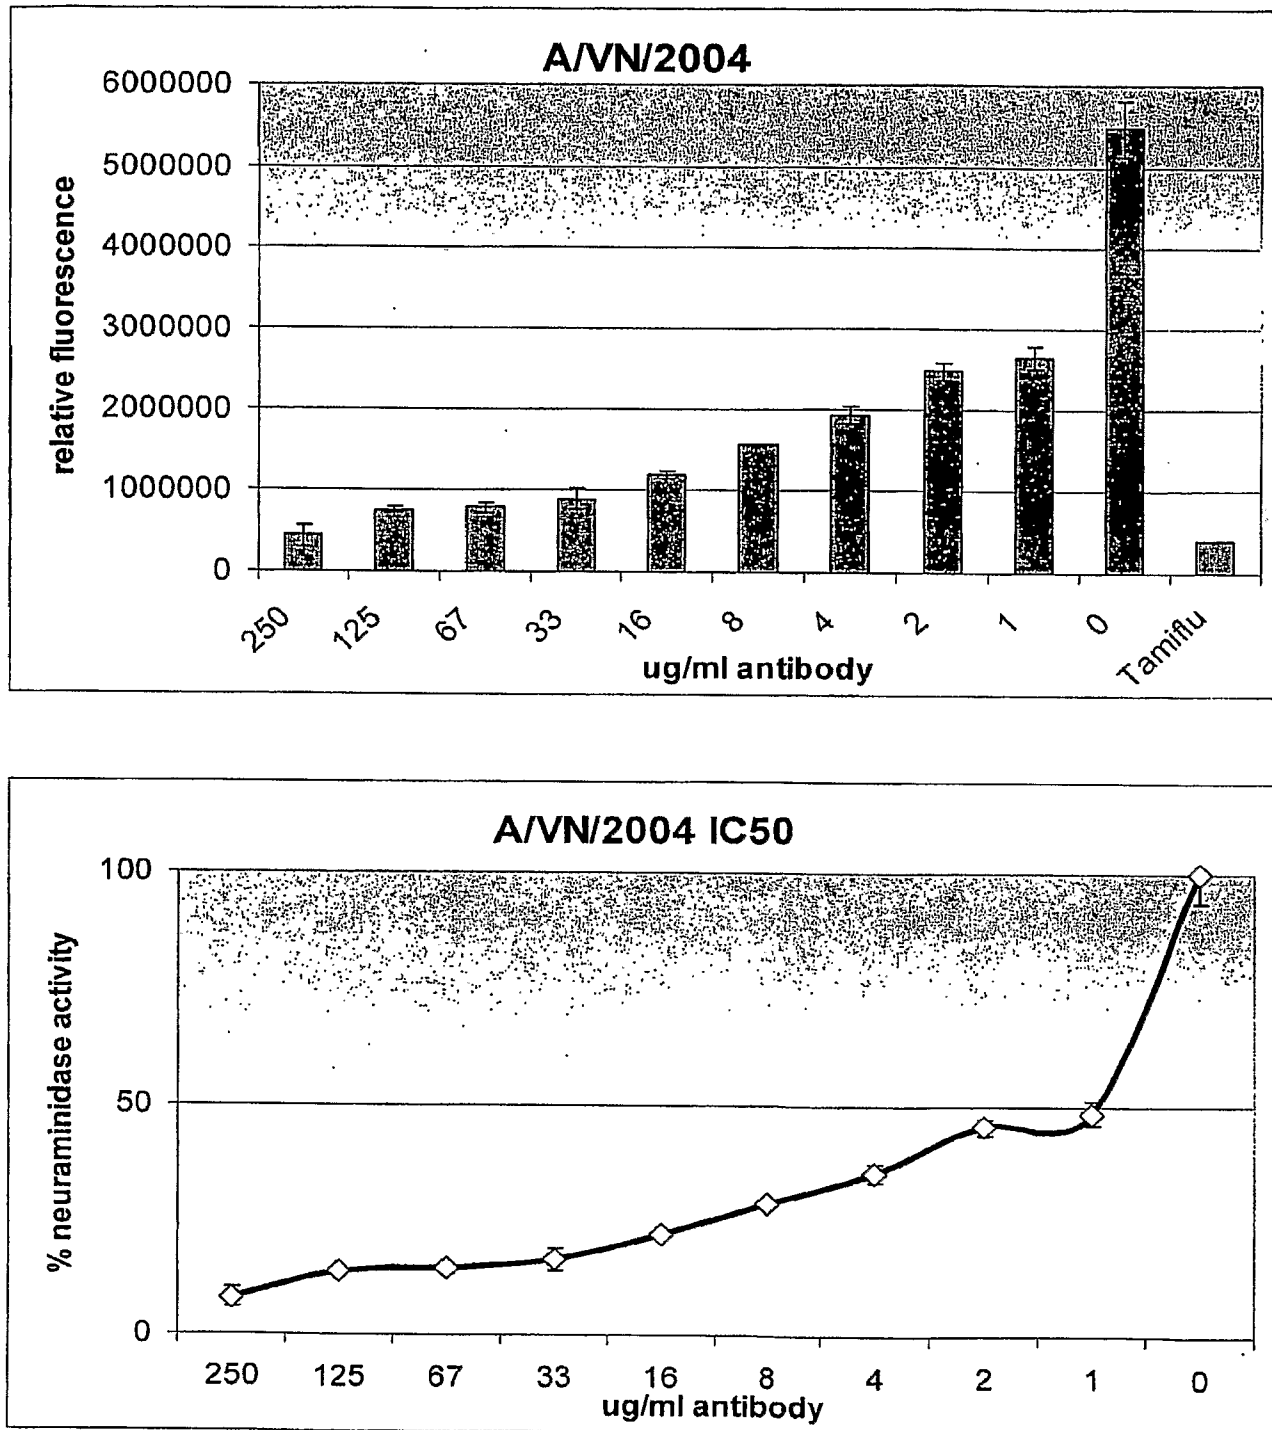 A/VN/2004
6000000
5000000
4000000
3000000
2000000
1000000
0
relative fluorescence
250 125 67 33 16 8 4 2 1 0 Tamiflu
ug/ml antibody
A/VN/2004 IC50
100
50
0
% neuraminidase activity
250 125 67 33 16 8 4 2 1 0
ug/ml antibody